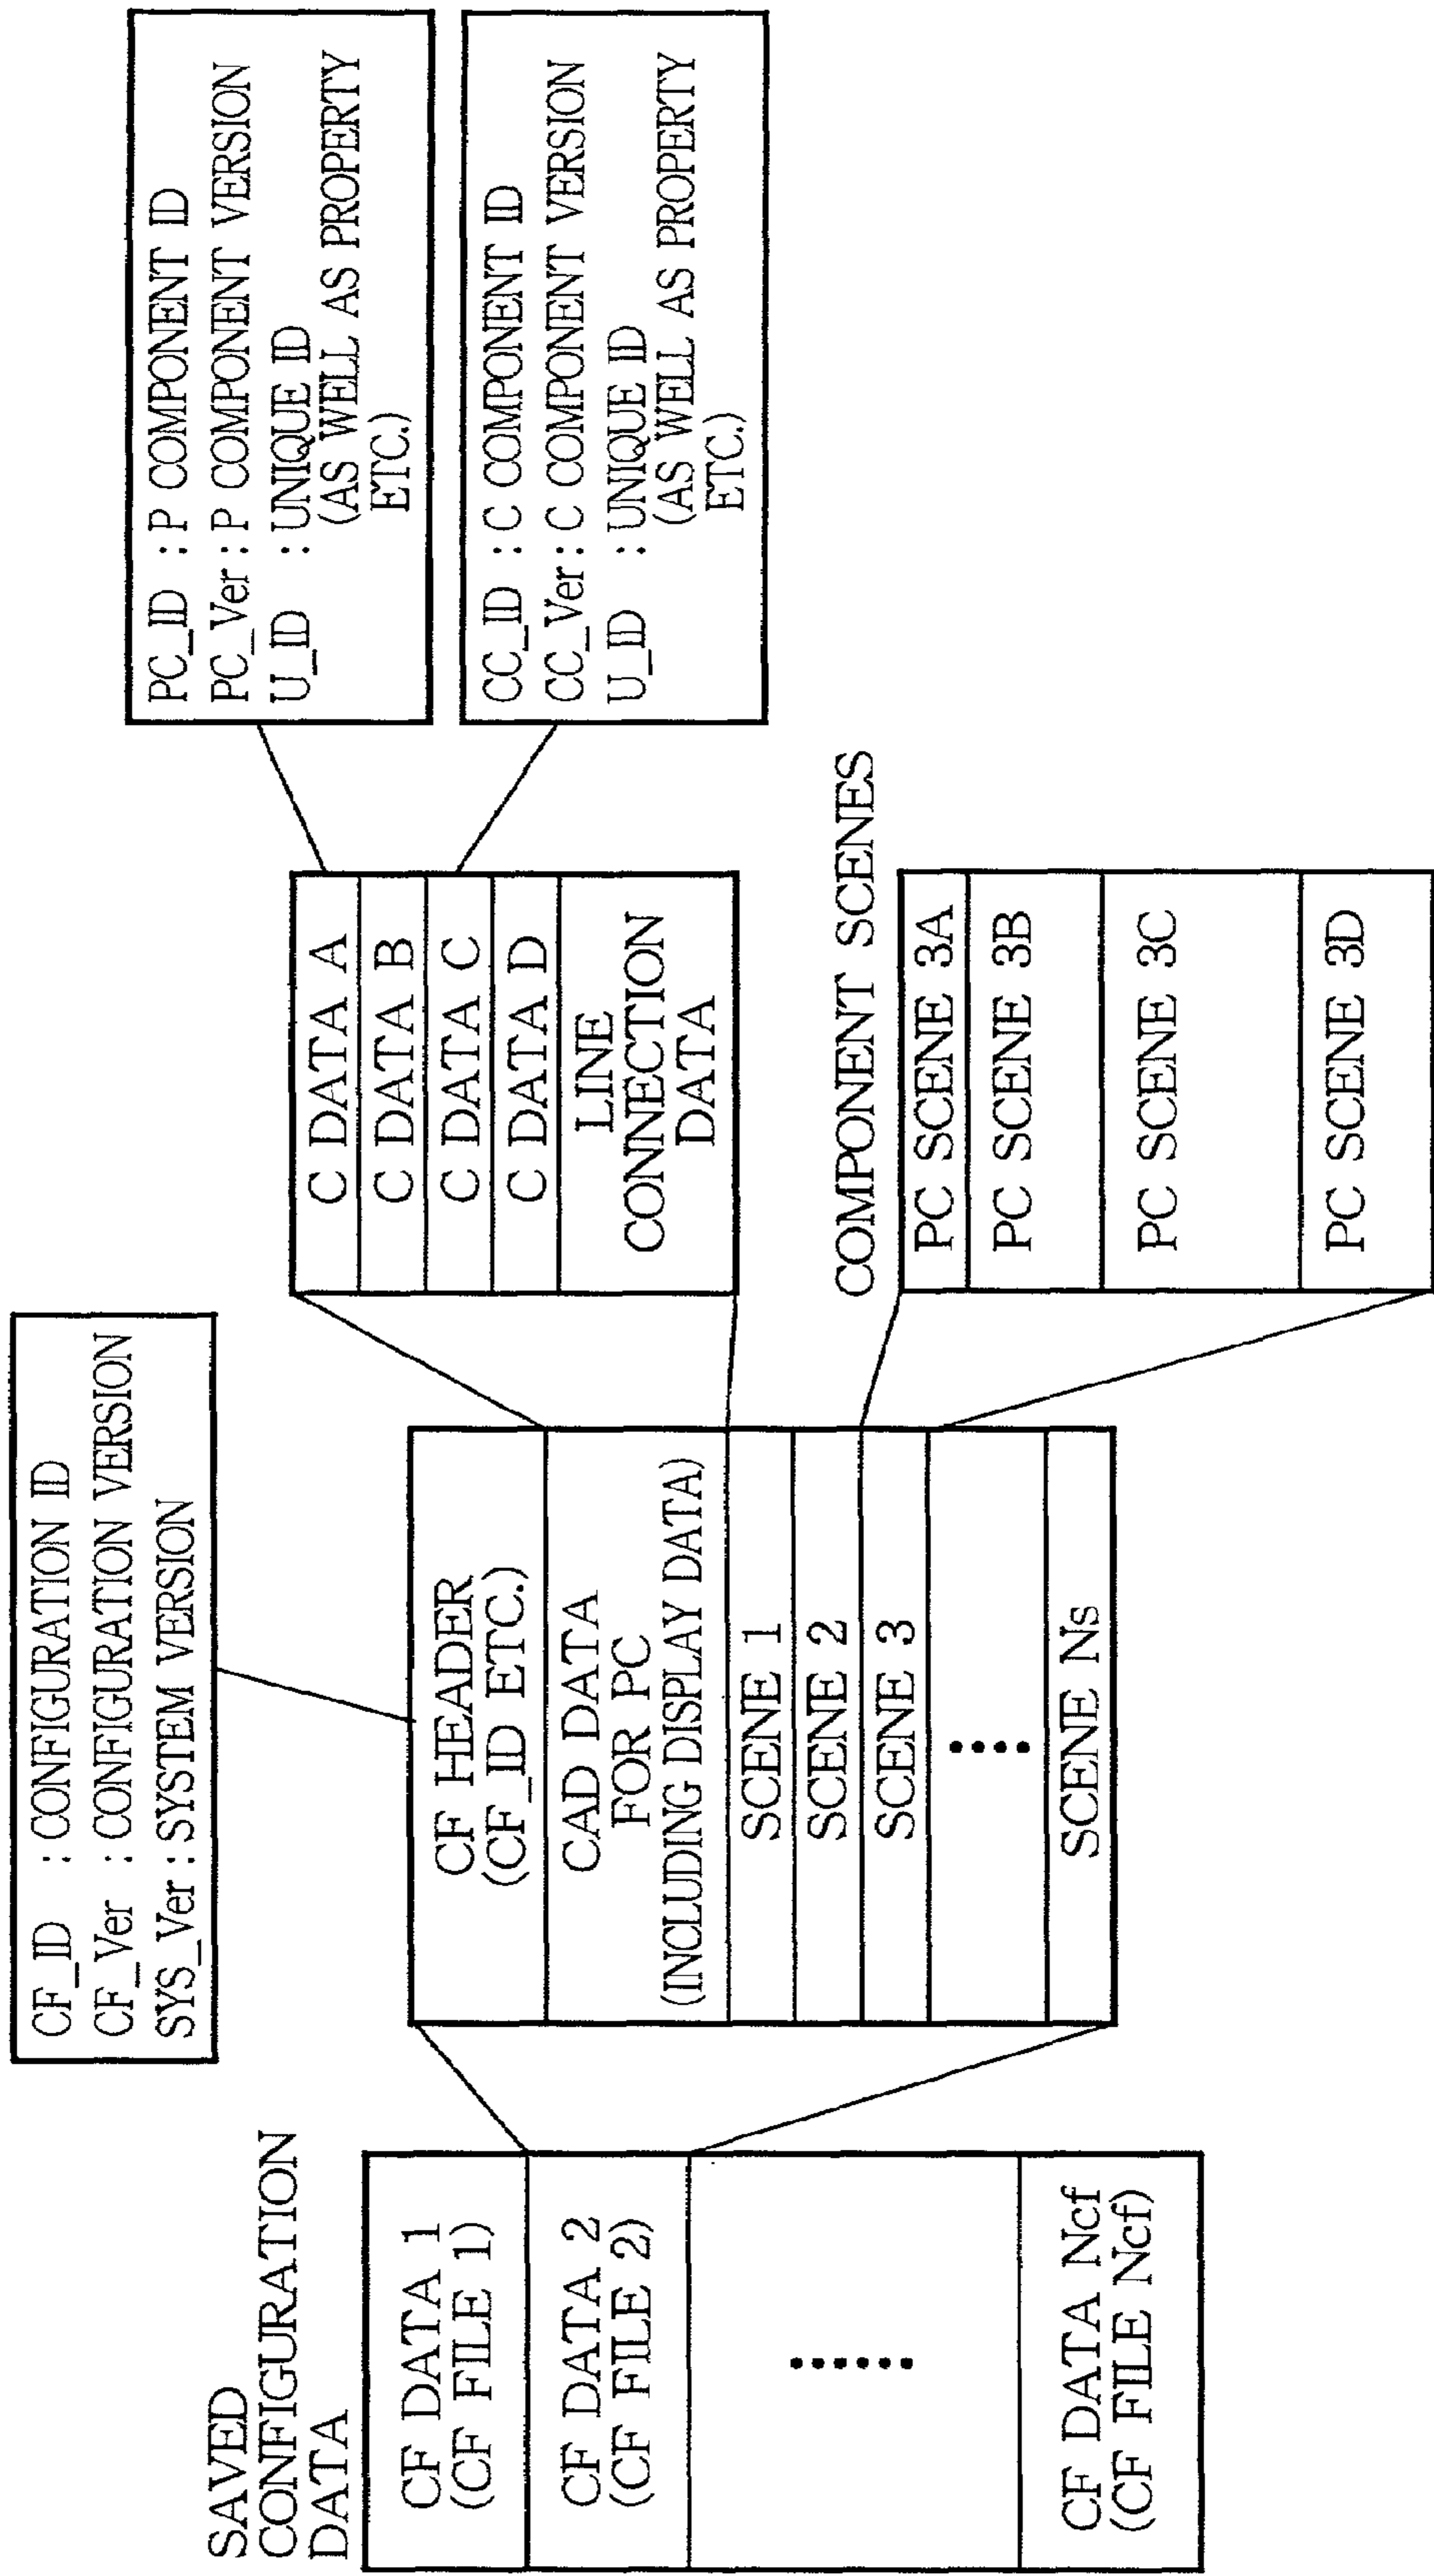 SAVED
CONFIGURATION
DATA
CF DATA 1
(CF FILE 1)
CF DATA 2
(CF FILE 2)
••••••
CF DATA Ncf
(CF FILE Ncf)
CF_ID : CONFIGURATION ID
CF_Ver : CONFIGURATION VERSION
SYS_Ver : SYSTEM VERSION
CF HEADER
(CF_ID ETC.)
CAD DATA
FOR PC
(INCLUDING DISPLAY DATA)
SCENE 1
SCENE 2
SCENE 3
••••
SCENE Ns
C DATA A
C DATA B
C DATA C
C DATA D
LINE
CONNECTION
DATA
COMPONENT SCENES
PC SCENE 3A
PC SCENE 3B
PC SCENE 3C
PC SCENE 3D
PC_ID : P COMPONENT ID
PC_Ver : P COMPONENT VERSION
U_ID : UNIQUE ID
(AS WELL AS PROPERTY
ETC.)
CC_ID : C COMPONENT ID
CC_Ver : C COMPONENT VERSION
U_ID : UNIQUE ID
(AS WELL AS PROPERTY
ETC.)